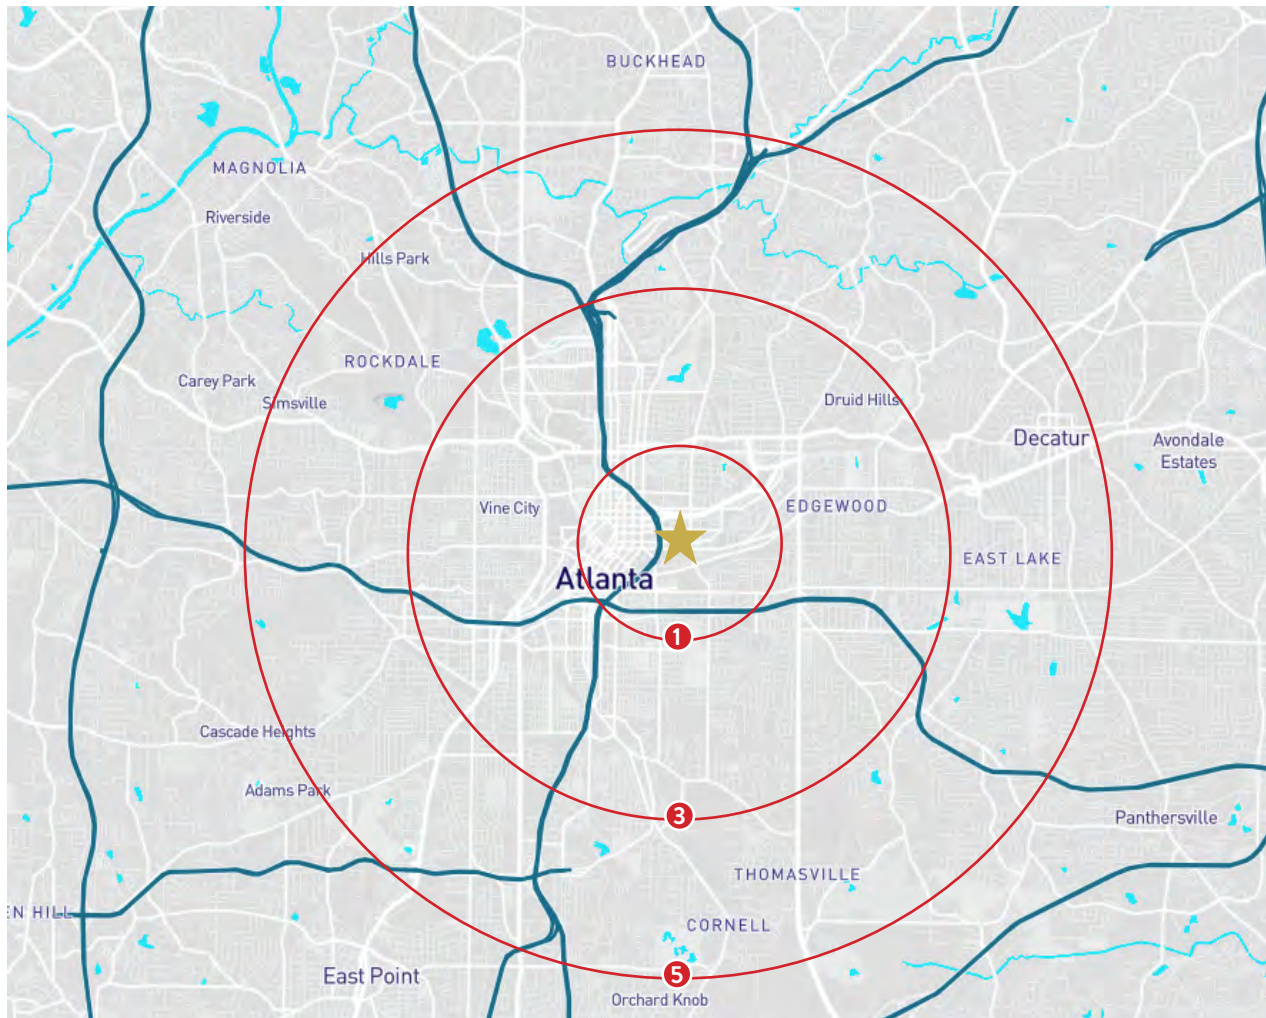 BUCKHEAD
MAGNOLIA
Riverside
Hills Park
ROCKDALE
Carey Park
Simsville
Druid Hills
Decatur
Avondale
Estates
Vine City
EDGEWOOD
EAST LAKE
Atlanta
1
Cascade Heights
Adams Park
3
Panthersville
THOMASVILLE
EN HILL
CORNELL
East Point
5
Orchard Knob